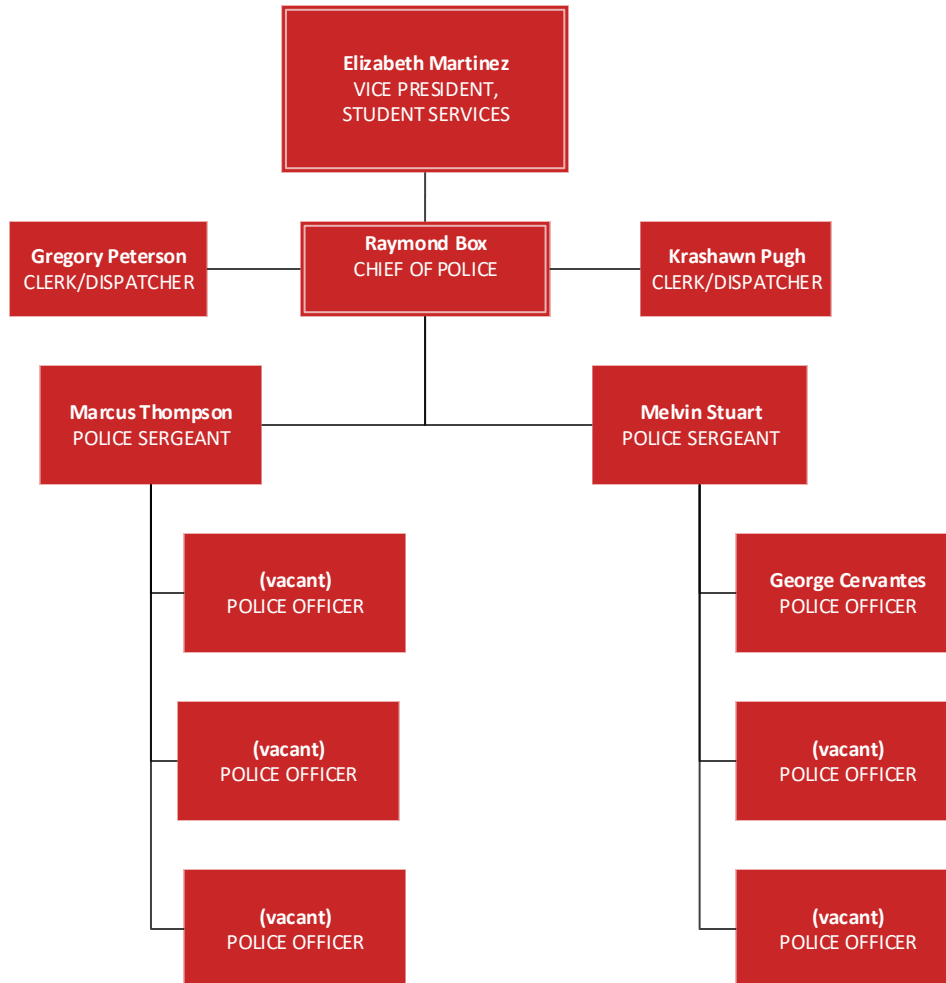 Elizabeth Martinez
VICE PRESIDENT,
STUDENT SERVICES
Gregory Peterson
CLERK/DISPATCHER
Raymond Box
CHIEF OF POLICE
Krashawn Pugh
CLERK/DISPATCHER
Marcus Thompson
POLICE SERGEANT
Melvin Stuart
POLICE SERGEANT
(vacant)
POLICE OFFICER
George Cervantes
POLICE OFFICER
(vacant)
POLICE OFFICER
(vacant)
POLICE OFFICER
(vacant)
POLICE OFFICER
(vacant)
POLICE OFFICER